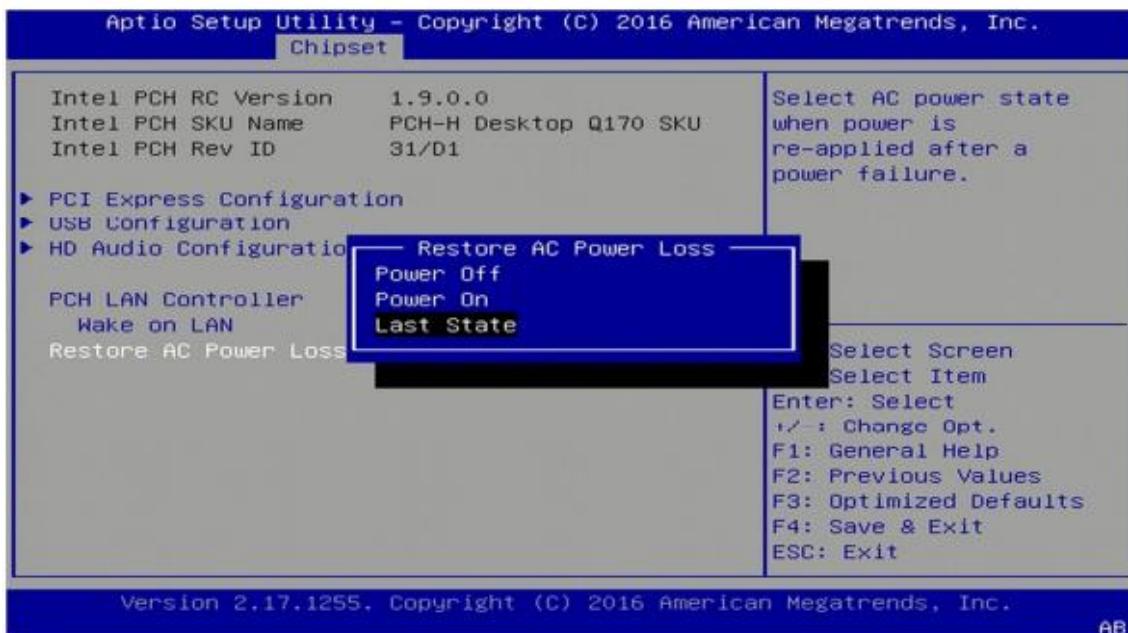 Aptio Setup Utility – Copyright (C) 2016 American Megatrends, Inc.
Chipset
Intel PCH RC Version 1.9.0.0
Intel PCH SKU Name PCH-H Desktop Q170 SKU
Intel PCH Rev ID 31/D1
PCI Express Configuration
USB Configuration
HD Audio Configuratio
PCH LAN Controller
Wake on LAN
Restore AC Power Loss
Restore AC Power Loss
Power Off
Power On
Last State
Select AC power state
when power is
re-applied after a
power failure.
Select Screen
Select Item
Enter: Select
+/-: Change Opt.
F1: General Help
F2: Previous Values
F3: Optimized Defaults
F4: Save & Exit
ESC: Exit
Version 2.17.1255. Copyright (C) 2016 American Megatrends, Inc.
AB